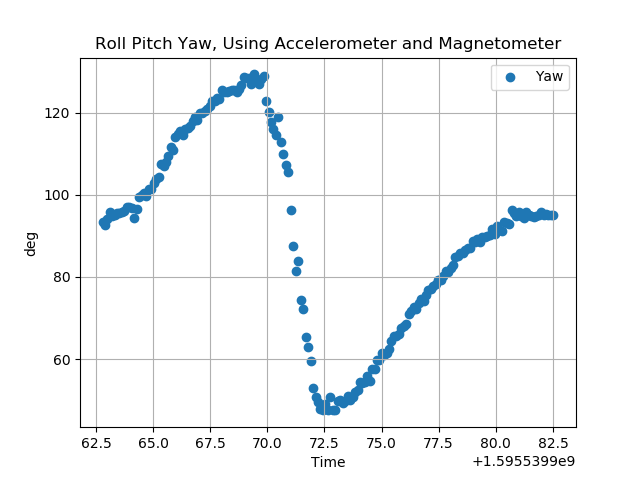 Roll Pitch Yaw, Using Accelerometer and Magnetometer
Yaw
120
100
80
60
deg
62.5 65.0 67.5 70.0 72.5 75.0 77.5 80.0 82.5
Time
+1.5955399e9